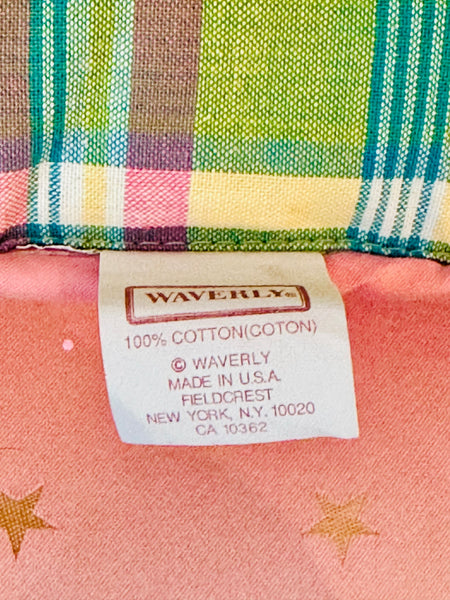 WAVERLY®
100% COTTON(COTON)
© WAVERLY
MADE IN U.S.A.
FIELDCREST
NEW YORK, N.Y. 10020
CA 10362